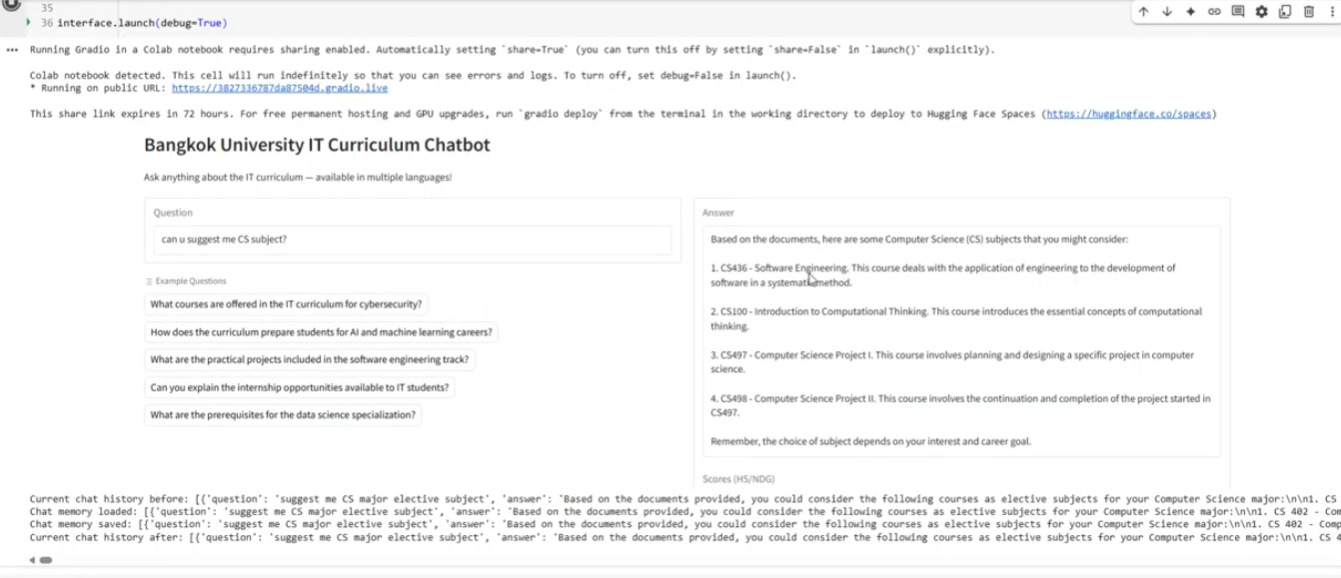 35
36 interface.launch(debug=True)
Running Gradio in a Colab notebook requires sharing enabled. Automatically setting `share=True` (you can turn this off by setting `share=False` in `launch()` explicitly).
Colab notebook detected. This cell will run indefinitely so that you can see errors and logs. To turn off, set debug=False in launch().
* Running on public URL: https://3827336787da87504d.gradio.live
This share link expires in 72 hours. For free permanent hosting and GPU upgrades, run `gradio deploy` from the terminal in the working directory to deploy to Hugging Face Spaces (https://huggingface.co/spaces)
Bangkok University IT Curriculum Chatbot
Ask anything about the IT curriculum — available in multiple languages!
Question
can u suggest me CS subject?
Example Questions
What courses are offered in the IT curriculum for cybersecurity?
How does the curriculum prepare students for AI and machine learning careers?
What are the practical projects included in the software engineering track?
Can you explain the internship opportunities available to IT students?
What are the prerequisites for the data science specialization?
Answer
Based on the documents, here are some Computer Science (CS) subjects that you might consider:
1. CS436 - Software Engineering. This course deals with the application of engineering to the development of
software in a systematic method.
2. CS100 - Introduction to Computational Thinking. This course introduces the essential concepts of computational
thinking.
3. CS497 - Computer Science Project I. This course involves planning and designing a specific project in computer
science.
4. CS498 - Computer Science Project II. This course involves the continuation and completion of the project started in
CS497.
Remember, the choice of subject depends on your interest and career goal.
Scores (HS/NDG)
Current chat history before: [{'question': 'suggest me CS major elective subject', 'answer': 'Based on the documents provided, you could consider the following courses as elective subjects for your Computer Science major:\n\n1. CS
Chat memory loaded: [{'question': 'suggest me CS major elective subject', 'answer': 'Based on the documents provided, you could consider the following courses as elective subjects for your Computer Science major:\n\n1. CS 402 - Com
Chat memory saved: [{'question': 'suggest me CS major elective subject', 'answer': 'Based on the documents provided, you could consider the following courses as elective subjects for your Computer Science major:\n\n1. CS 402 - Comp
Current chat history after: [{'question': 'suggest me CS major elective subject', 'answer': 'Based on the documents provided, you could consider the following courses as elective subjects for your Computer Science major:\n\n1. CS 4